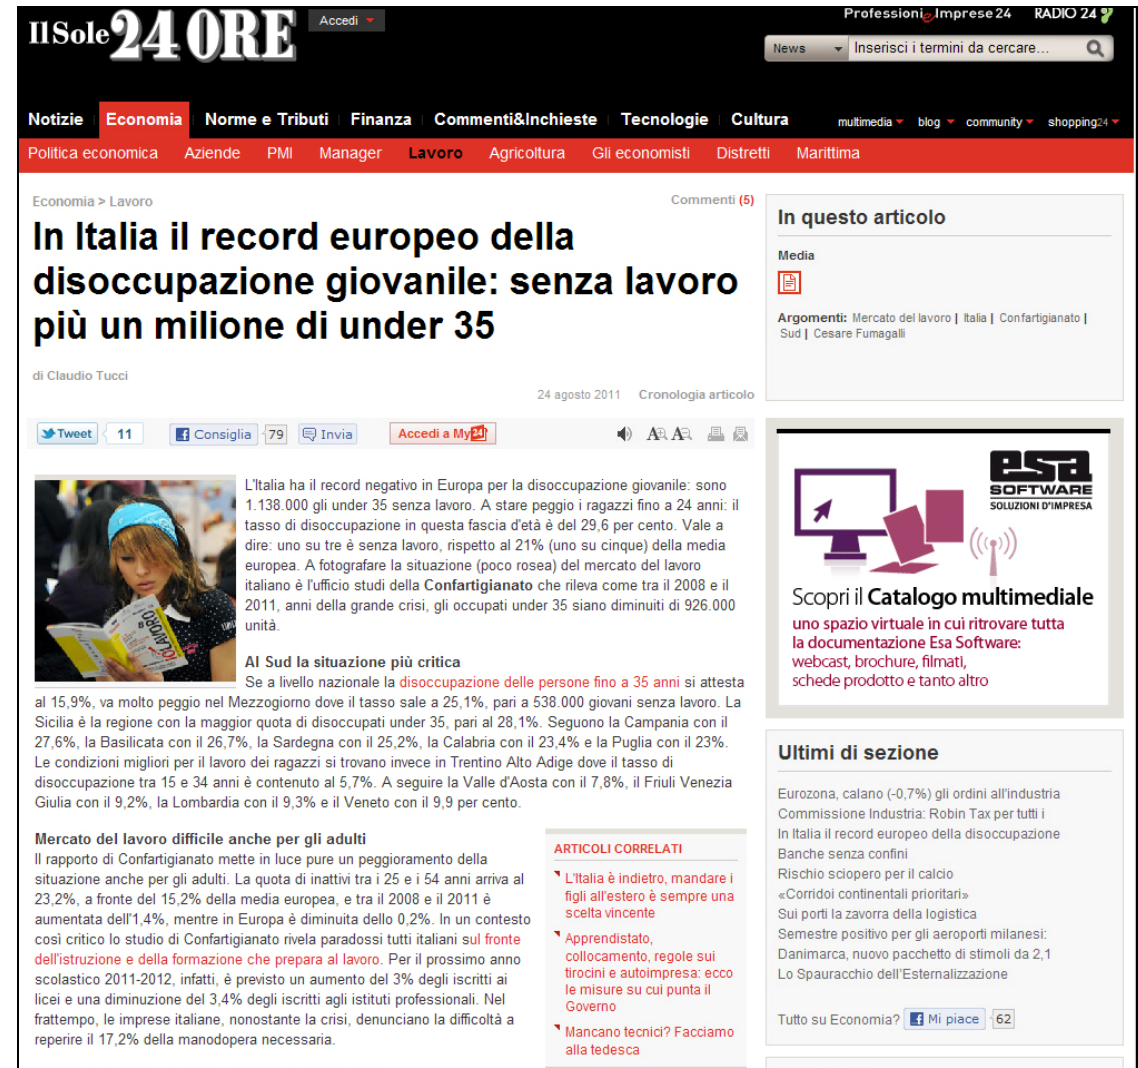 IlSole24 ORE
Accedi
Professioni e Imprese24 RADIO 24
News Inserisci i termini da cercare...
Notizie Economia Norme e Tributi Finanza Commenti&Inchieste Tecnologie Cultura multimedia blog community shopping24
Politica economica Aziende PMI Manager Lavoro Agricoltura Gli economisti Distretti Marittima
Economia > Lavoro
Commenti (5)
In Italia il record europeo della
disoccupazione giovanile: senza lavoro
più un milione di under 35
di Claudio Tucci
24 agosto 2011 Cronologia articolo
Tweet 11 Consiglia 79 Invia Accedi a My24
IOLAVORO
L'Italia ha il record negativo in Europa per la disoccupazione giovanile: sono
1.138.000 gli under 35 senza lavoro. A stare peggio i ragazzi fino a 24 anni: il
tasso di disoccupazione in questa fascia d'età è del 29,6 per cento. Vale a
dire: uno su tre è senza lavoro, rispetto al 21% (uno su cinque) della media
europea. A fotografare la situazione (poco rosea) del mercato del lavoro
italiano è l'ufficio studi della Confartigianato che rileva come tra il 2008 e il
2011, anni della grande crisi, gli occupati under 35 siano diminuiti di 926.000
unità.
Al Sud la situazione più critica
Se a livello nazionale la disoccupazione delle persone fino a 35 anni si attesta
al 15,9%, va molto peggio nel Mezzogiorno dove il tasso sale a 25,1%, pari a 538.000 giovani senza lavoro. La
Sicilia è la regione con la maggior quota di disoccupati under 35, pari al 28,1%. Seguono la Campania con il
27,6%, la Basilicata con il 26,7%, la Sardegna con il 25,2%, la Calabria con il 23,4% e la Puglia con il 23%.
Le condizioni migliori per il lavoro dei ragazzi si trovano invece in Trentino Alto Adige dove il tasso di
disoccupazione tra 15 e 34 anni è contenuto al 5,7%. A seguire la Valle d'Aosta con il 7,8%, il Friuli Venezia
Giulia con il 9,2%, la Lombardia con il 9,3% e il Veneto con il 9,9 per cento.
Mercato del lavoro difficile anche per gli adulti
Il rapporto di Confartigianato mette in luce pure un peggioramento della
situazione anche per gli adulti. La quota di inattivi tra i 25 e i 54 anni arriva al
23,2%, a fronte del 15,2% della media europea, e tra il 2008 e il 2011 è
aumentata dell'1,4%, mentre in Europa è diminuita dello 0,2%. In un contesto
così critico lo studio di Confartigianato rivela paradossi tutti italiani sul fronte
dell'istruzione e della formazione che prepara al lavoro. Per il prossimo anno
scolastico 2011-2012, infatti, è previsto un aumento del 3% degli iscritti ai
licei e una diminuzione del 3,4% degli iscritti agli istituti professionali. Nel
frattempo, le imprese italiane, nonostante la crisi, denunciano la difficoltà a
reperire il 17,2% della manodopera necessaria.
ARTICOLI CORRELATI
L'Italia è indietro, mandare i
figli all'estero è sempre una
scelta vincente
Apprendistato,
collocamento, regole sui
tirocini e autoimpresa: ecco
le misure su cui punta il
Governo
Mancano tecnici? Facciamo
alla tedesca
In questo articolo
Media
Argomenti: Mercato del lavoro | Italia | Confartigianato |
Sud | Cesare Fumagalli
esa
SOFTWARE
SOLUZIONI D'IMPRESA
Scopri il Catalogo multimediale
uno spazio virtuale in cui ritrovare tutta
la documentazione Esa Software:
webcast, brochure, filmati,
schede prodotto e tanto altro
Ultimi di sezione
Eurozona, calano (-0,7%) gli ordini all'industria
Commissione Industria: Robin Tax per tutti i
In Italia il record europeo della disoccupazione
Banche senza confini
Rischio sciopero per il calcio
«Corridoi continentali prioritari»
Sui porti la zavorra della logistica
Semestre positivo per gli aeroporti milanesi:
Danimarca, nuovo pacchetto di stimoli da 2,1
Lo Spauracchio dell'Esternalizzazione
Tutto su Economia? Mi piace 62